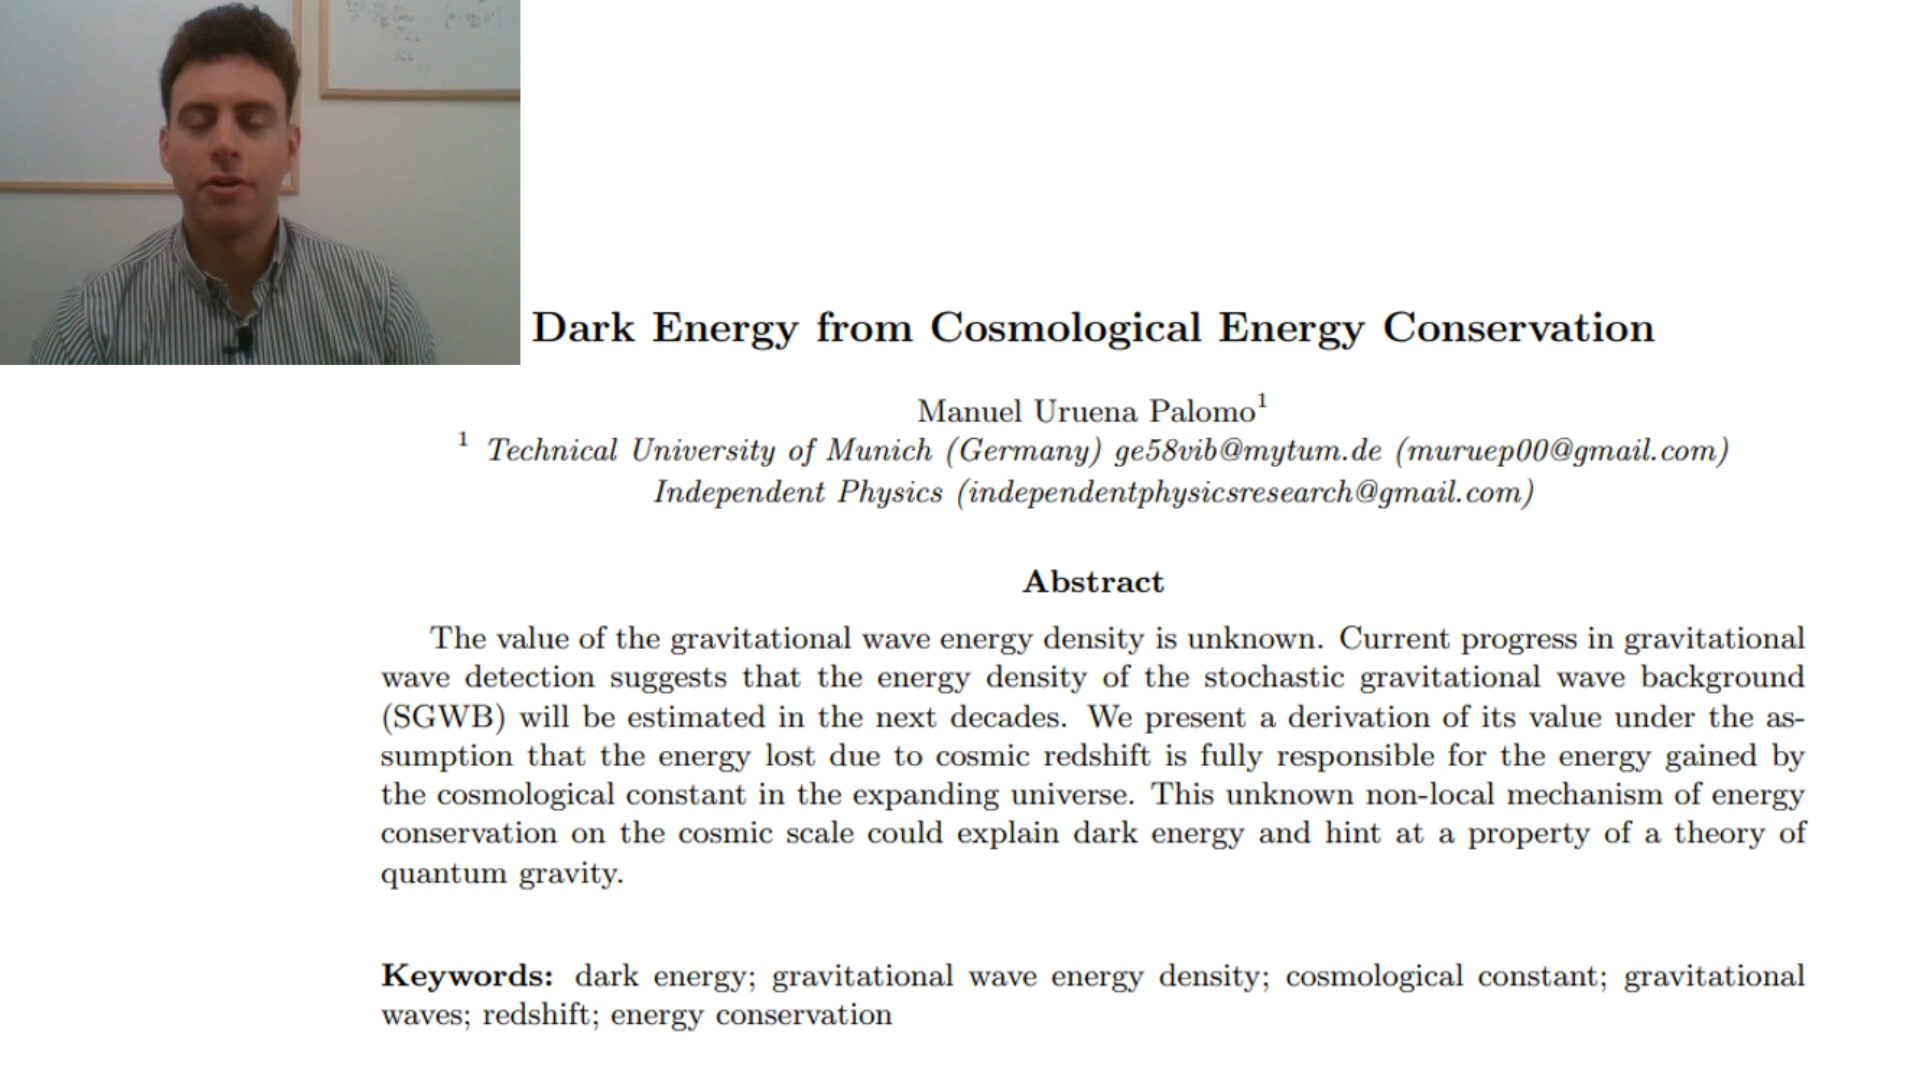 Dark Energy from Cosmological Energy Conservation
Manuel Uruena Palomo1
1 Technical University of Munich (Germany) ge58vib@mytum.de (muruep00@gmail.com)
Independent Physics (independentphysicsresearch@gmail.com)
Abstract
The value of the gravitational wave energy density is unknown. Current progress in gravitational
wave detection suggests that the energy density of the stochastic gravitational wave background
(SGWB) will be estimated in the next decades. We present a derivation of its value under the as-
sumption that the energy lost due to cosmic redshift is fully responsible for the energy gained by
the cosmological constant in the expanding universe. This unknown non-local mechanism of energy
conservation on the cosmic scale could explain dark energy and hint at a property of a theory of
quantum gravity.
Keywords: dark energy; gravitational wave energy density; cosmological constant; gravitational
waves; redshift; energy conservation